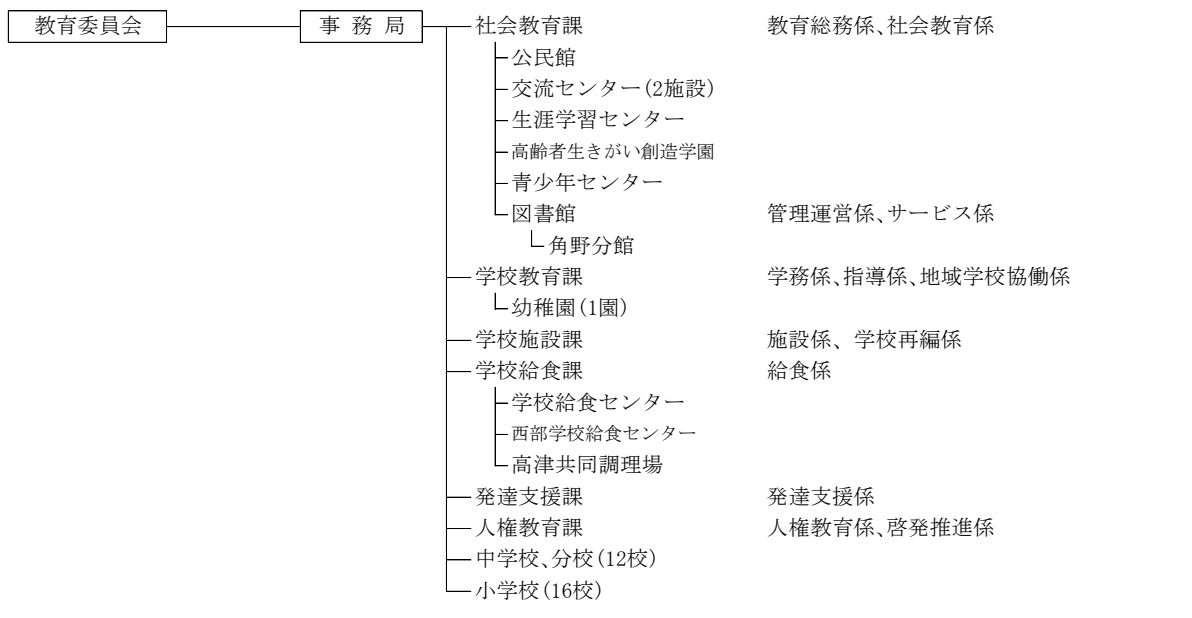 教育委員会 事務局 社会教育課 教育総務係、社会教育係
公民館
交流センター(2施設)
生涯学習センター
高齢者生きがい創造学園
青少年センター
図書館 管理運営係、サービス係
角野分館
学校教育課 学務係、指導係、地域学校協働係
幼稚園(1園)
学校施設課 施設係、学校再編係
学校給食課 給食係
学校給食センター
西部学校給食センター
高津共同調理場
発達支援課 発達支援係
人権教育課 人権教育係、啓発推進係
中学校、分校(12校)
小学校(16校)